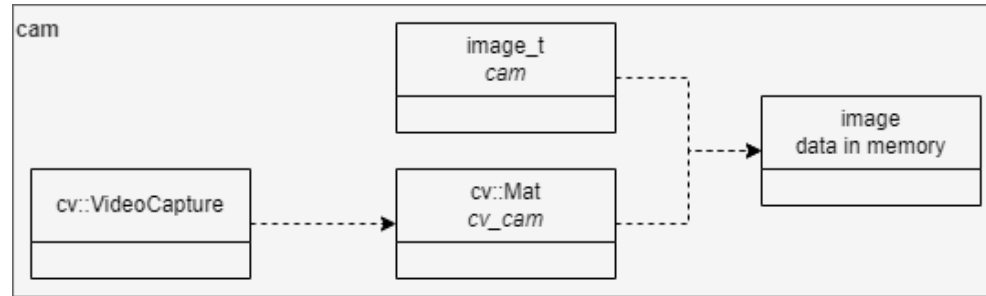 cam
image_t
cam
image
data in memory
cv::VideoCapture
cv::Mat
cv_cam